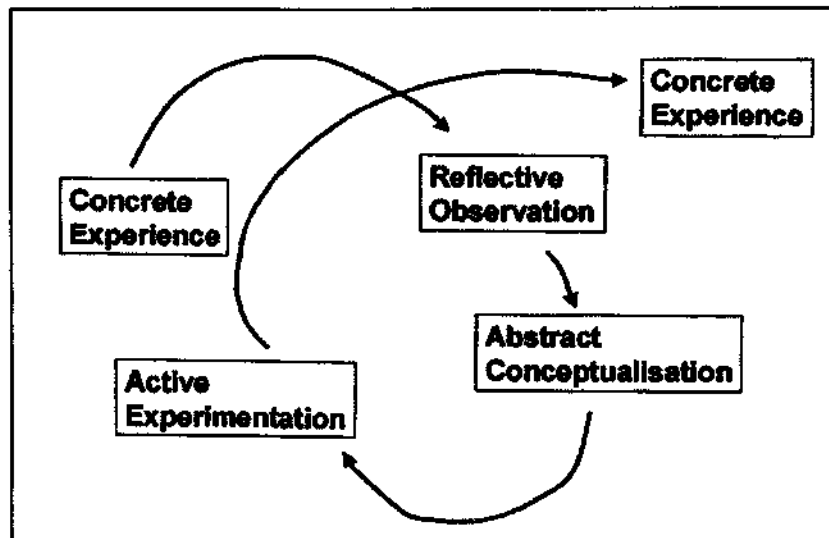 Concrete
Experience
Reflective
Observation
Abstract
Conceptualisation
Active
Experimentation
Concrete
Experience